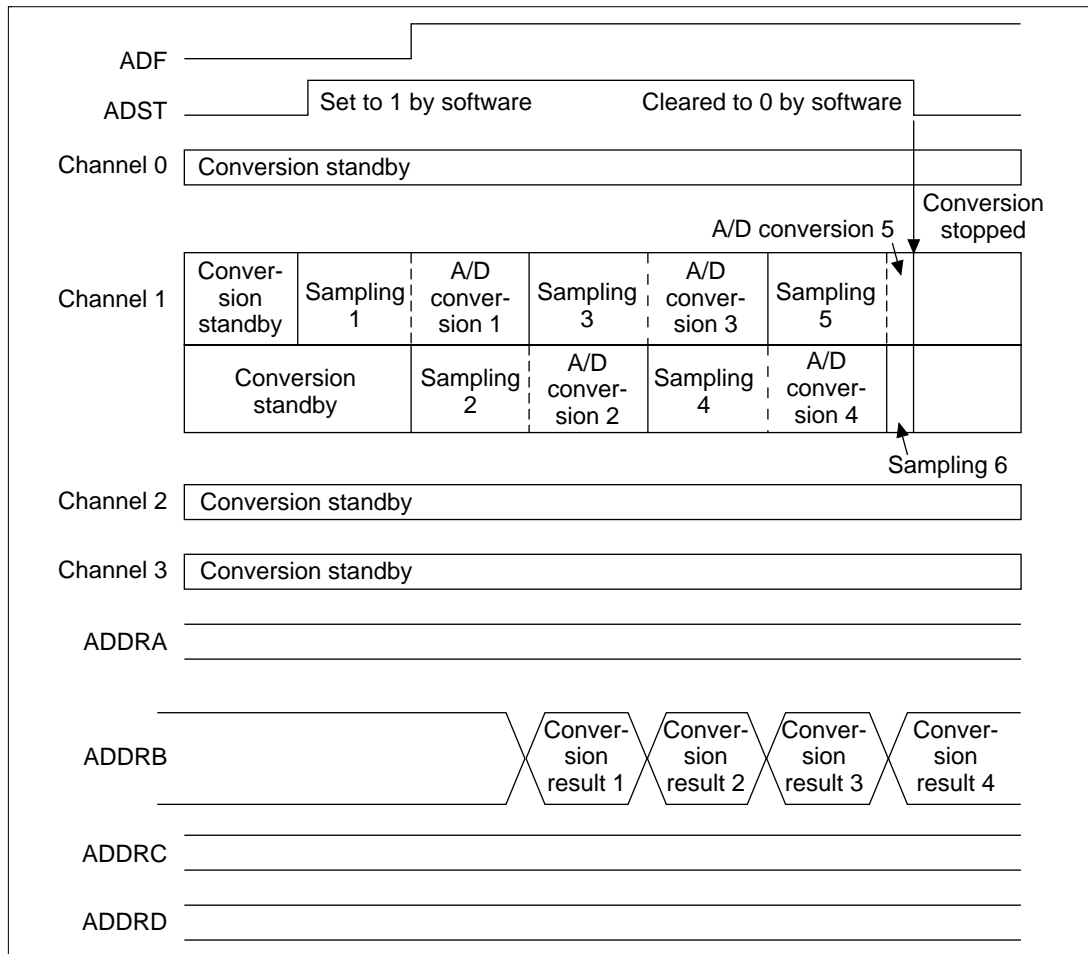 ADF
ADST
Set to 1 by software
Cleared to 0 by software
Channel 0
Conversion standby
Conversion
stopped
A/D conversion 5
Channel 1
Conver-
sion
standby
Sampling
1
A/D
conver-
sion 1
Sampling
3
A/D
conver-
sion 3
Sampling
5
Conversion
standby
Sampling
2
A/D
conver-
sion 2
Sampling
4
A/D
conver-
sion 4
Sampling 6
Channel 2
Conversion standby
Channel 3
Conversion standby
ADDRA
ADDRB
Conver-
sion
result 1
Conver-
sion
result 2
Conver-
sion
result 3
Conver-
sion
result 4
ADDRC
ADDRD